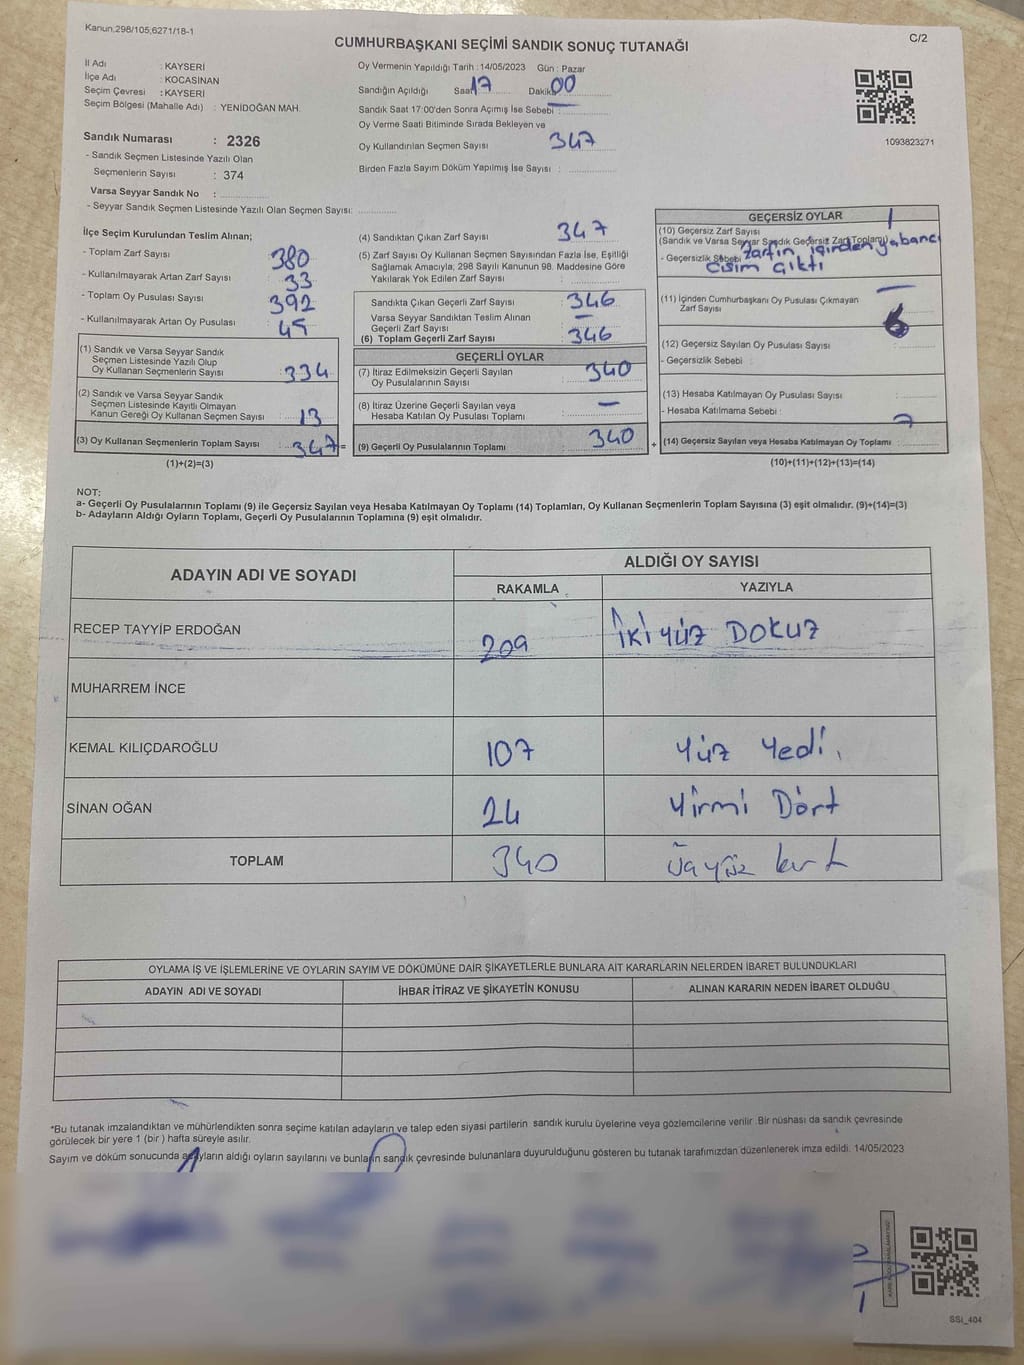 Kanun,298/105;6271/18-1
C/2
CUMHURBAŞKANI SEÇİMİ SANDIK SONUÇ TUTANAĞI
İl Adı : KAYSERİ
İlçe Adı : KOCASİNAN
Seçim Çevresi : KAYSERİ
Seçim Bölgesi (Mahalle Adı) : YENİDOĞAN MAH.
Sandık Numarası : 2326
- Sandık Seçmen Listesinde Yazılı Olan
Seçmenlerin Sayısı : 374
Varsa Seyyar Sandık No :
- Seyyar Sandık Seçmen Listesinde Yazılı Olan Seçmen Sayısı:
Oy Vermenin Yapıldığı Tarih : 14/05/2023 Gün : Pazar
Sandığın Açıldığı Saat 17 Dakika 00
Sandık Saat 17:00'den Sonra Açmış İse Sebebi : —
Oy Verme Saati Bitiminde Sırada Bekleyen ve
Oy Kullandırılan Seçmen Sayısı 347
Birden Fazla Sayım Döküm Yapılmış İse Sayısı :
1093823271
İlçe Seçim Kurulundan Teslim Alınan;
- Toplam Zarf Sayısı : 380
- Kullanılmayarak Artan Zarf Sayısı : 33
- Toplam Oy Pusulası Sayısı : 392
- Kullanılmayarak Artan Oy Pusulası : 45
(1) Sandık ve Varsa Seyyar Sandık
Seçmen Listesinde Yazılı Olup
Oy Kullanan Seçmenlerin Sayısı : 334
(2) Sandık ve Varsa Seyyar Sandık
Seçmen Listesinde Kayıtlı Olmayan
Kanun Gereği Oy Kullanan Seçmen Sayısı : 13
(3) Oy Kullanan Seçmenlerin Toplam Sayısı : 347 =
(1)+(2)=(3)
(4) Sandıktan Çıkan Zarf Sayısı : 347
(5) Zarf Sayısı Oy Kullanan Seçmen Sayısından Fazla İse, Eşitliği
Sağlamak Amacıyla, 298 Sayılı Kanunun 98. Maddesine Göre
Yakılarak Yok Edilen Zarf Sayısı :
Sandıkta Çıkan Geçerli Zarf Sayısı : 346
Varsa Seyyar Sandıktan Teslim Alınan
Geçerli Zarf Sayısı : —
(6) Toplam Geçerli Zarf Sayısı : 346
GEÇERLİ OYLAR
(7) İtiraz Edilmeksizin Geçerli Sayılan
Oy Pusulalarının Sayısı : 340
(8) İtiraz Üzerine Geçerli Sayılan veya
Hesaba Katılan Oy Pusulası Toplamı : —
(9) Geçerli Oy Pusulalarının Toplamı : 340 +
GEÇERSİZ OYLAR
(10) Geçersiz Zarf Sayısı 1
(Sandık ve Varsa Seyyar Sandık Geçersiz Zarf Toplamı)
- Geçersizlik Sebebi Zarfın içinden yabancı
cisim çıktı
(11) İçinden Cumhurbaşkanı Oy Pusulası Çıkmayan
Zarf Sayısı : —
(12) Geçersiz Sayılan Oy Pusulası Sayısı : 6
- Geçersizlik Sebebi :
(13) Hesaba Katılmayan Oy Pusulası Sayısı :
- Hesaba Katılmama Sebebi :
(14) Geçersiz Sayılan veya Hesaba Katılmayan Oy Toplamı : 7
(10)+(11)+(12)+(13)=(14)
NOT:
a- Geçerli Oy Pusulalarının Toplamı (9) ile Geçersiz Sayılan veya Hesaba Katılmayan Oy Toplamı (14) Toplamları, Oy Kullanan Seçmenlerin Toplam Sayısına (3) eşit olmalıdır. (9)+(14)=(3)
b- Adayların Aldığı Oyların Toplamı, Geçerli Oy Pusulalarının Toplamına (9) eşit olmalıdır.
ADAYIN ADI VE SOYADI
ALDIĞI OY SAYISI
RAKAMLA YAZIYLA
RECEP TAYYİP ERDOĞAN 209 İki yüz Dokuz
MUHARREM İNCE
KEMAL KILIÇDAROĞLU 107 Yüz Yedi.
SİNAN OĞAN 24 Yirmi Dört
TOPLAM 340
OYLAMA İŞ VE İŞLEMLERİNE VE OYLARIN SAYIM VE DÖKÜMÜNE DAİR ŞİKAYETLERLE BUNLARA AİT KARARLARIN NELERDEN İBARET BULUNDUKLARI
ADAYIN ADI VE SOYADI İHBAR İTİRAZ VE ŞİKAYETİN KONUSU ALINAN KARARIN NEDEN İBARET OLDUĞU
*Bu tutanak imzalandıktan ve mühürlendikten sonra seçime katılan adayların ve talep eden siyasi partilerin sandık kurulu üyelerine veya gözlemcilerine verilir. Bir nüshası da sandık çevresinde
görülecek bir yere 1 (bir ) hafta süreyle asılır.
Sayım ve döküm sonucunda adayların aldığı oyların sayılarını ve bunların sandık çevresinde bulunanlara duyurulduğunu gösteren bu tutanak tarafımızdan düzenlenerek imza edildi. 14/05/2023
SSİ_404